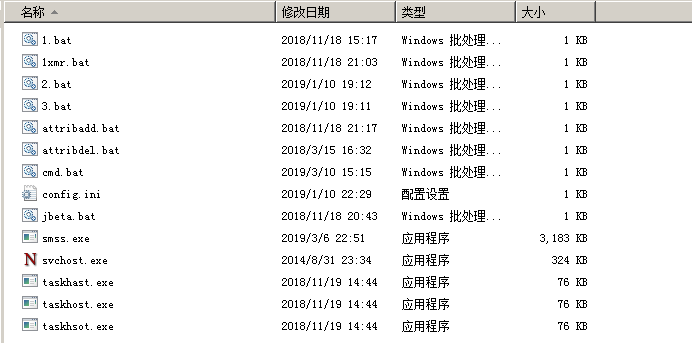 名称 修改日期 类型 大小
1.bat 2018/11/18 15:17 Windows 批处理... 1 KB
1xmr.bat 2018/11/18 21:03 Windows 批处理... 1 KB
2.bat 2019/1/10 19:12 Windows 批处理... 1 KB
3.bat 2019/1/10 19:11 Windows 批处理... 1 KB
attribadd.bat 2018/11/18 21:17 Windows 批处理... 1 KB
attribdel.bat 2018/3/15 16:32 Windows 批处理... 1 KB
cmd.bat 2019/3/10 15:15 Windows 批处理... 1 KB
config.ini 2019/1/10 22:29 配置设置 1 KB
jbeta.bat 2018/11/18 20:43 Windows 批处理... 1 KB
smss.exe 2019/3/6 22:51 应用程序 3,183 KB
svchost.exe 2014/8/31 23:34 应用程序 324 KB
taskhast.exe 2018/11/19 14:44 应用程序 76 KB
taskhost.exe 2018/11/19 14:44 应用程序 76 KB
taskhsot.exe 2018/11/19 14:44 应用程序 76 KB